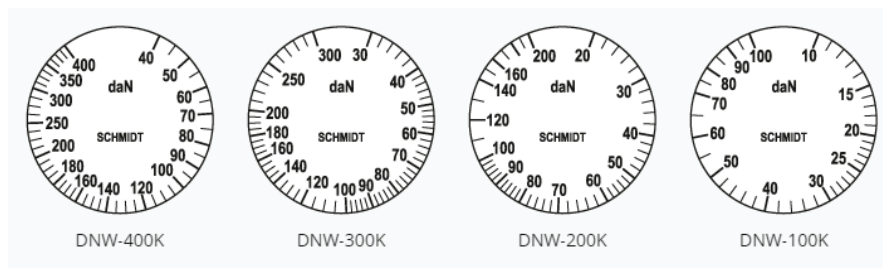 400 40
350 50
300 60
250 70
200 80
180 90
160 100
140 120
daN
SCHMIDT
DNW-400K
300 30
250 40
200 50
180 60
160 70
140 80
120 90
100
daN
SCHMIDT
DNW-300K
200 20
160 30
140 40
120 50
100 60
90 70
80
daN
SCHMIDT
DNW-200K
100 10
90 15
80 20
70 25
60 30
50 40
daN
SCHMIDT
DNW-100K